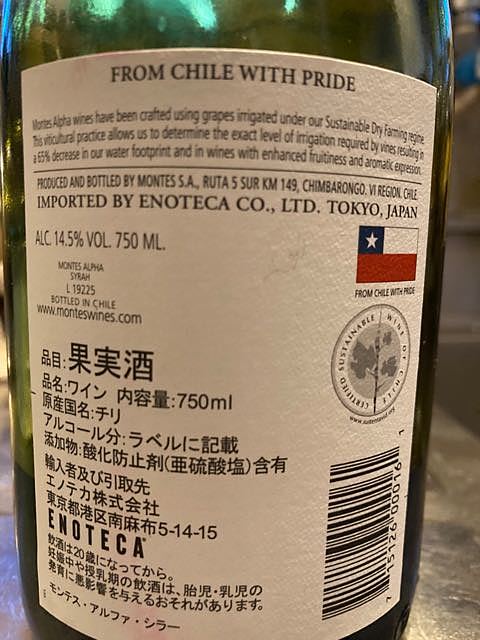 FROM CHILE WITH PRIDE
Montes Alpha wines have been crafted using grapes irrigated under our Sustainable Dry Farming regime.
This viticultural practice allows us to determine the exact level of irrigation required by vines resulting in
a 65% decrease in our water footprint and in wines with enhanced fruitiness and aromatic expression.
PRODUCED AND BOTTLED BY MONTES S.A., RUTA 5 SUR KM 149, CHIMBARONGO. VI REGION, CHILE.
IMPORTED BY ENOTECA CO., LTD. TOKYO, JAPAN
ALC. 14.5% VOL. 750 ML.
MONTES ALPHA
SYRAH
L 19225
BOTTLED IN CHILE
www.monteswines.com
FROM CHILE WITH PRIDE
CERTIFIED SUSTAINABLE WINE OF CHILE
品目:果実酒
品名:ワイン 内容量:750ml
原産国名:チリ
アルコール分:ラベルに記載
添加物:酸化防止剤(亜硫酸塩)含有
輸入者及び引取先
エノテカ株式会社
東京都港区南麻布5-14-15
ENOTECA
飲酒は20歳になってから。
妊娠中や授乳期の飲酒は、胎児・乳児の
発育に悪影響を与えるおそれがあります。
モンテス・アルファ・シラー
7 15126 00016 1